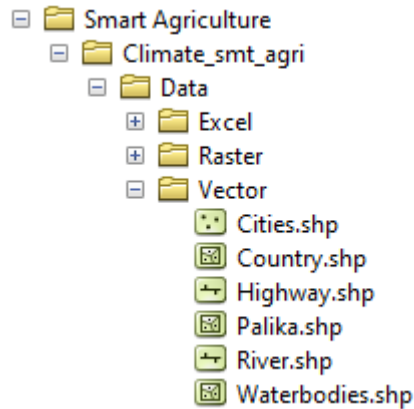 Smart Agriculture
Climate_smt_agri
Data
Excel
Raster
Vector
Cities.shp
Country.shp
Highway.shp
Palika.shp
River.shp
Waterbodies.shp